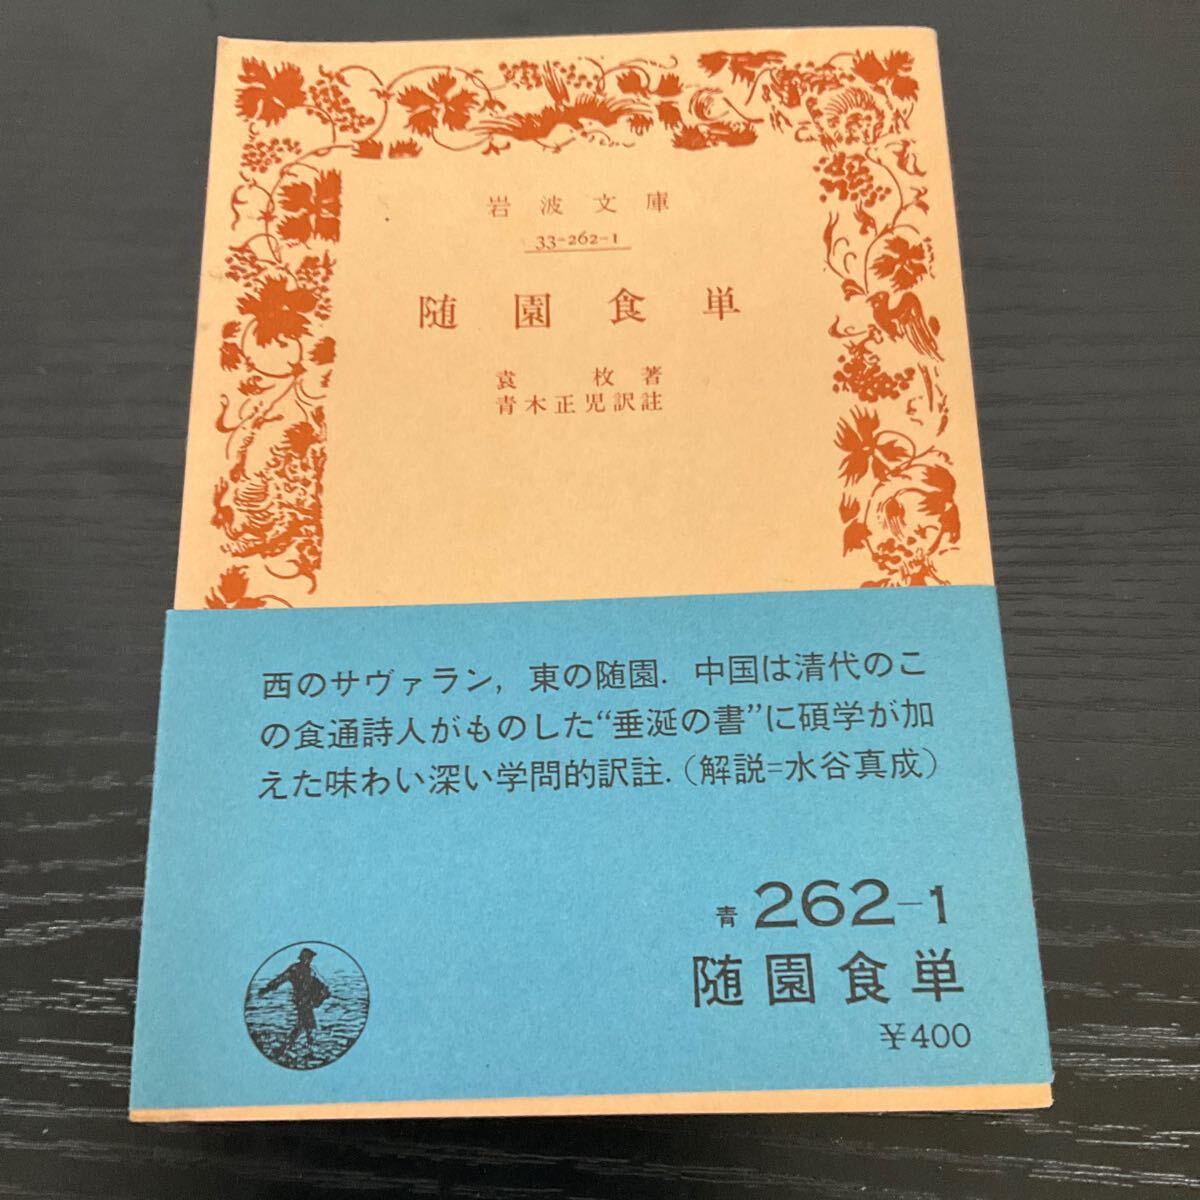 岩波文庫
33-262-1
随園食単
袁枚著
青木正児訳註
西のサヴァラン，東の随園．中国は清代のこ
の食通詩人がものした“垂涎の書”に碩学が加
えた味わい深い学問的訳註．(解説=水谷真成)
青 262-1
随園食単
¥400